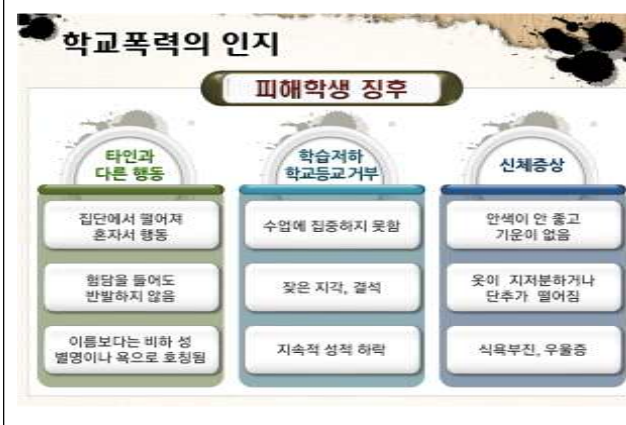 학교폭력의 인지
피해학생 징후
타인과
다른 행동
집단에서 떨어져
혼자서 행동
험담을 들어도
반발하지 않음
이름보다는 비하 성
별명이나 욕으로 호칭됨
학습저하
학교등교거부
수업에 집중하지 못함
잦은 지각, 결석
지속적 성적 하락
신체증상
안색이 안 좋고
기운이 없음
옷이 지저분하거나
단추가 떨어짐
식욕부진, 우울증